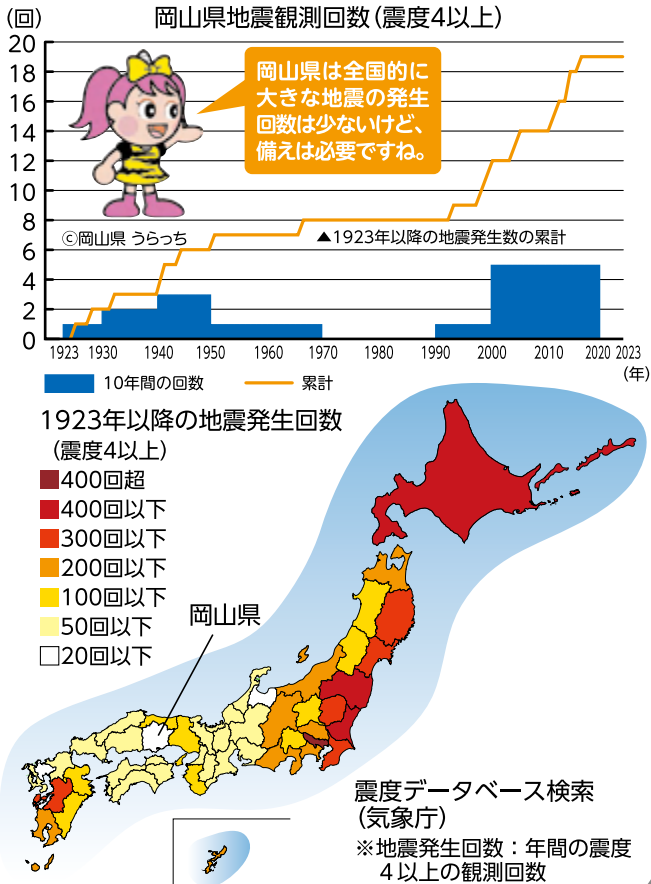 (回)
岡山県地震観測回数(震度4以上)
20
18
16
14
12
10
8
6
4
2
0
岡山県は全国的に
大きな地震の発生
回数は少ないけど、
備えは必要ですね。
©岡山県 うらっち
▲1923年以降の地震発生数の累計
1923 1930 1940 1950 1960 1970 1980 1990 2000 2010 2020 2023
(年)
10年間の回数 累計
1923年以降の地震発生回数
(震度4以上)
400回超
400回以下
300回以下
200回以下
100回以下
50回以下
20回以下
岡山県
震度データベース検索
(気象庁)
※地震発生回数：年間の震度
4以上の観測回数